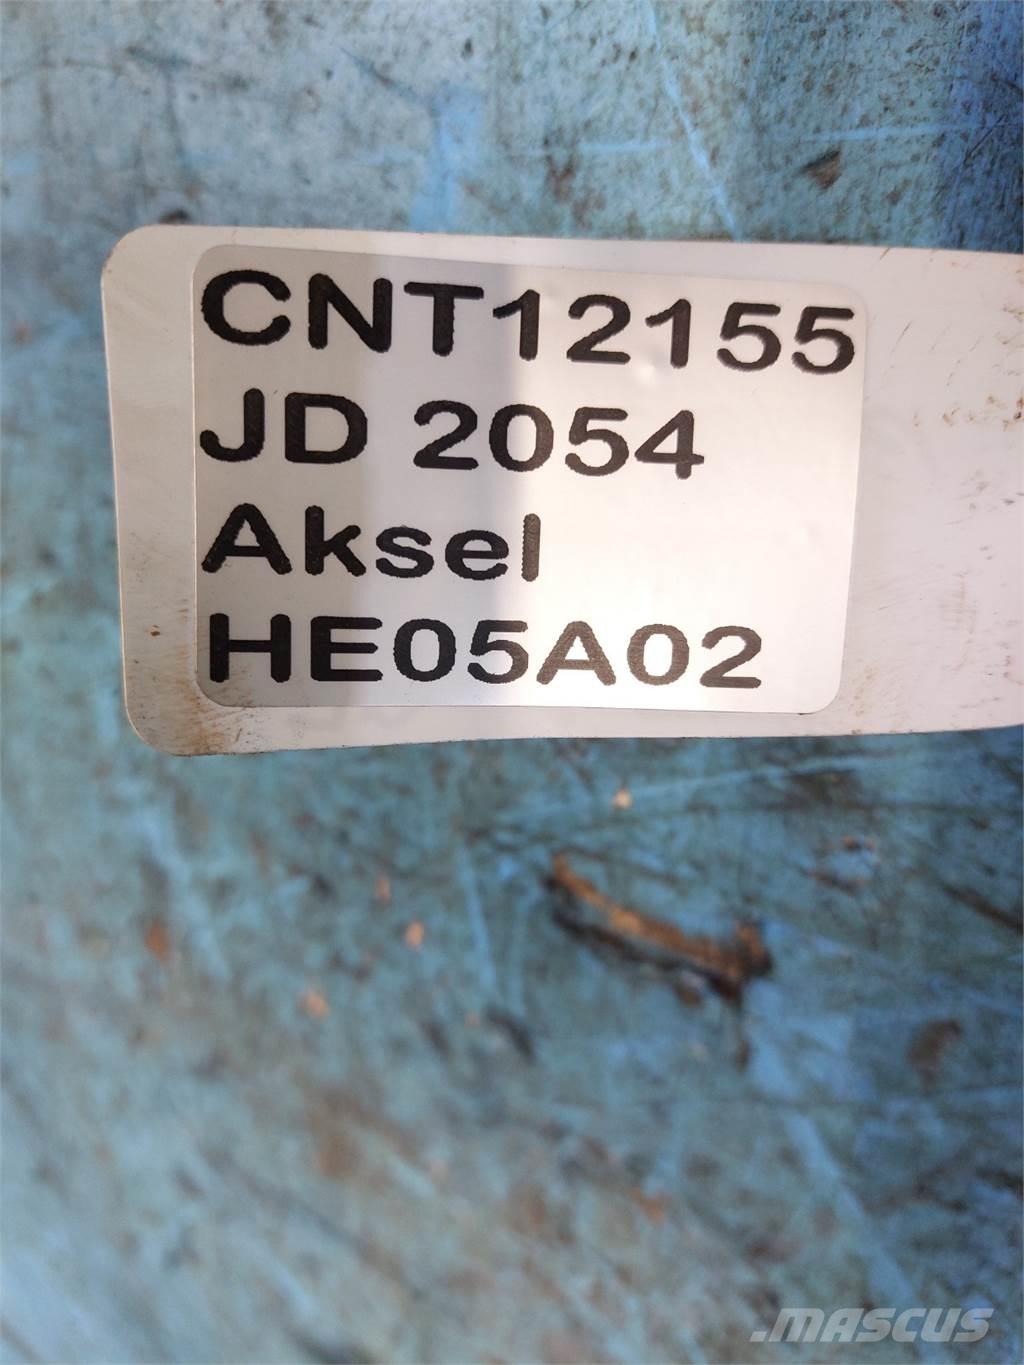 CNT12155
JD 2054
Aksel
HE05A02
.MASCUS